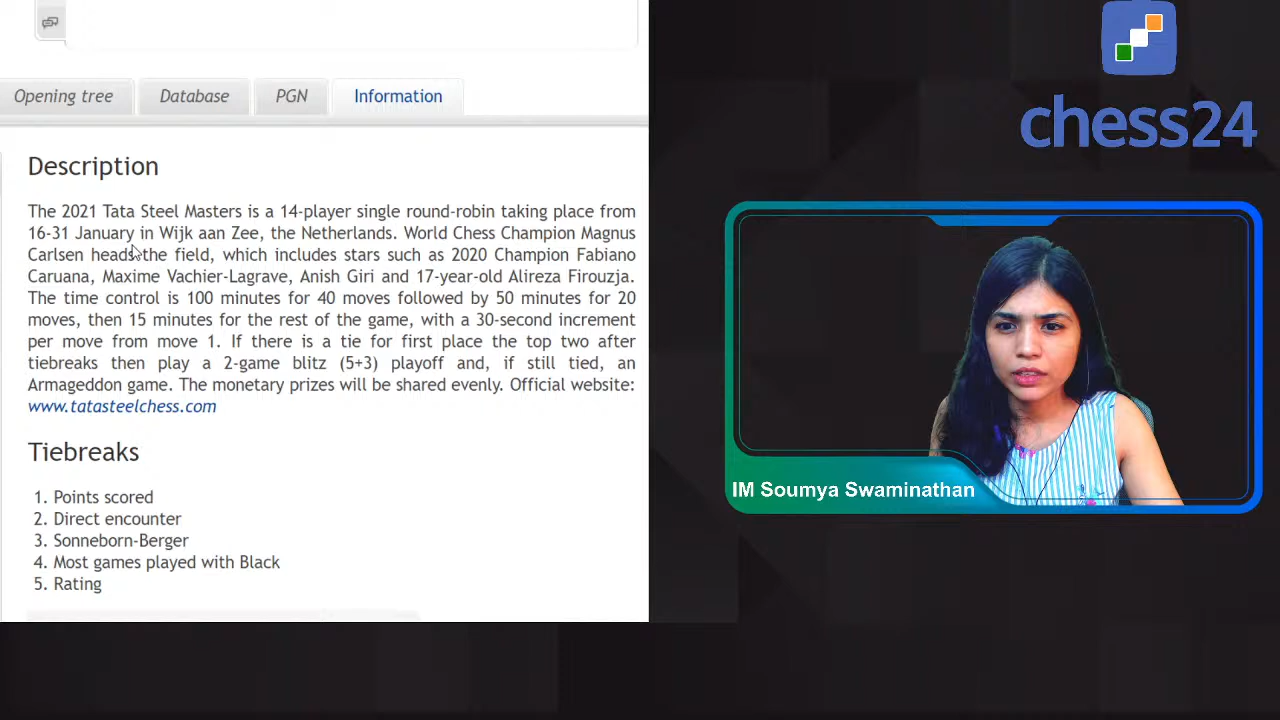 Opening tree
Database
PGN
Information
chess24
Description
The 2021 Tata Steel Masters is a 14-player single round-robin taking place from
16-31 January in Wijk aan Zee, the Netherlands. World Chess Champion Magnus
Carlsen heads the field, which includes stars such as 2020 Champion Fabiano
Caruana, Maxime Vachier-Lagrave, Anish Giri and 17-year-old Alireza Firouzja.
The time control is 100 minutes for 40 moves followed by 50 minutes for 20
moves, then 15 minutes for the rest of the game, with a 30-second increment
per move from move 1. If there is a tie for first place the top two after
tiebreaks then play a 2-game blitz (5+3) playoff and, if still tied, an
Armageddon game. The monetary prizes will be shared evenly. Official website:
www.tatasteelchess.com
Tiebreaks
1. Points scored
2. Direct encounter
3. Sonneborn-Berger
4. Most games played with Black
5. Rating
IM Soumya Swaminathan